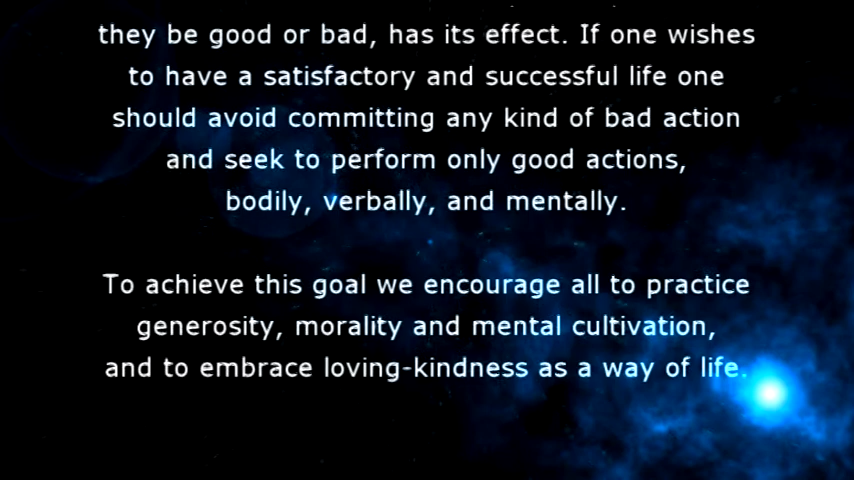 they be good or bad, has its effect. If one wishes
to have a satisfactory and successful life one
should avoid committing any kind of bad action
and seek to perform only good actions,
bodily, verbally, and mentally.
To achieve this goal we encourage all to practice
generosity, morality and mental cultivation,
and to embrace loving-kindness as a way of life.